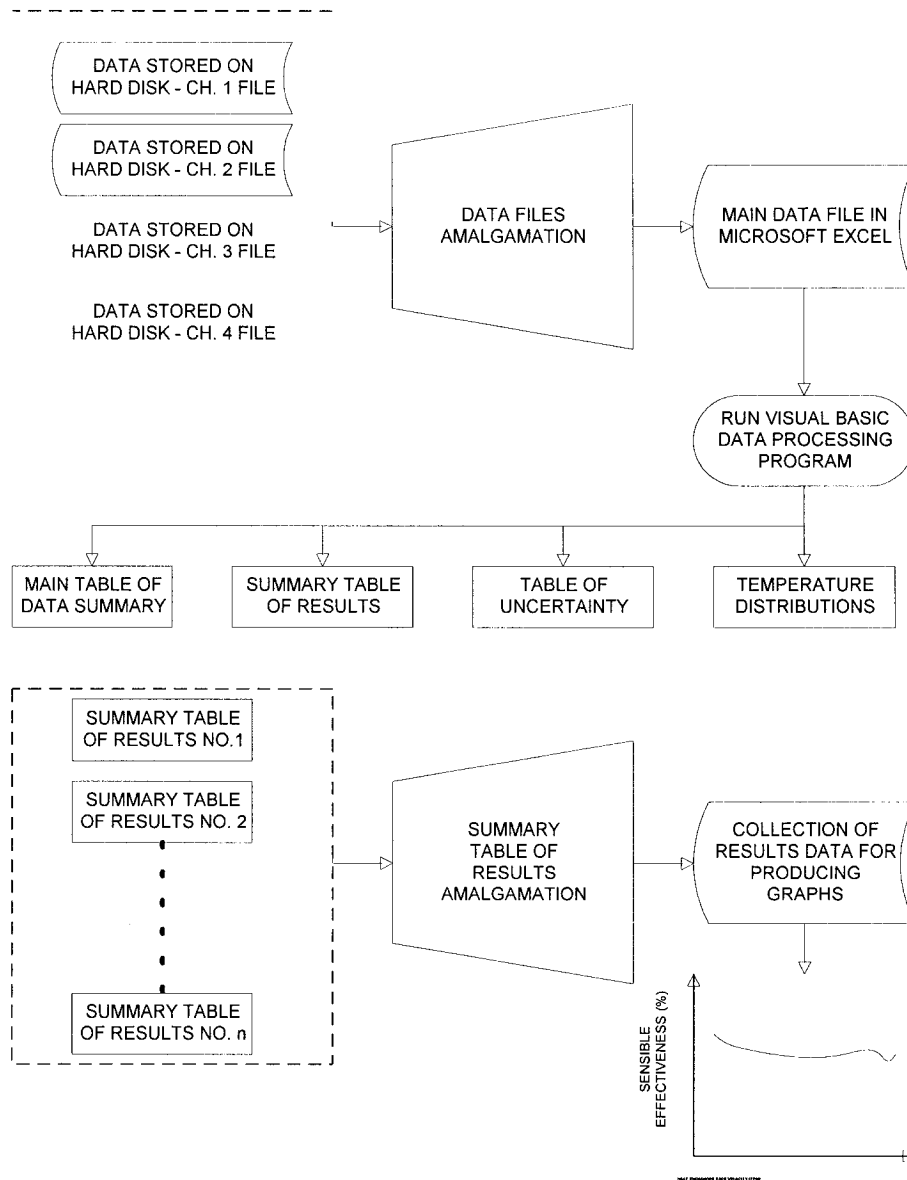 DATA STORED ON
HARD DISK - CH. 1 FILE
DATA STORED ON
HARD DISK - CH. 2 FILE
DATA STORED ON
HARD DISK - CH. 3 FILE
DATA STORED ON
HARD DISK - CH. 4 FILE
DATA FILES
AMALGAMATION
MAIN DATA FILE IN
MICROSOFT EXCEL
RUN VISUAL BASIC
DATA PROCESSING
PROGRAM
MAIN TABLE OF
DATA SUMMARY
SUMMARY TABLE
OF RESULTS
TABLE OF
UNCERTAINTY
TEMPERATURE
DISTRIBUTIONS
SUMMARY TABLE
OF RESULTS NO.1
SUMMARY TABLE
OF RESULTS NO. 2
SUMMARY TABLE
OF RESULTS NO. n
SUMMARY
TABLE OF
RESULTS
AMALGAMATION
COLLECTION OF
RESULTS DATA FOR
PRODUCING
GRAPHS
SENSIBLE
EFFECTIVENESS (%)